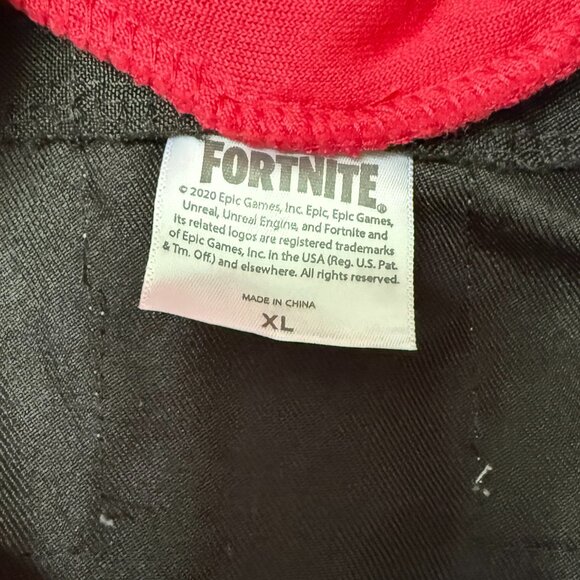 FORTNITE®
© 2020 Epic Games, Inc. Epic, Epic Games,
Unreal, Unreal Engine, and Fortnite and
its related logos are registered trademarks
of Epic Games, Inc. in the USA (Reg. U.S. Pat.
& Tm. Off.) and elsewhere. All rights reserved.
MADE IN CHINA
XL